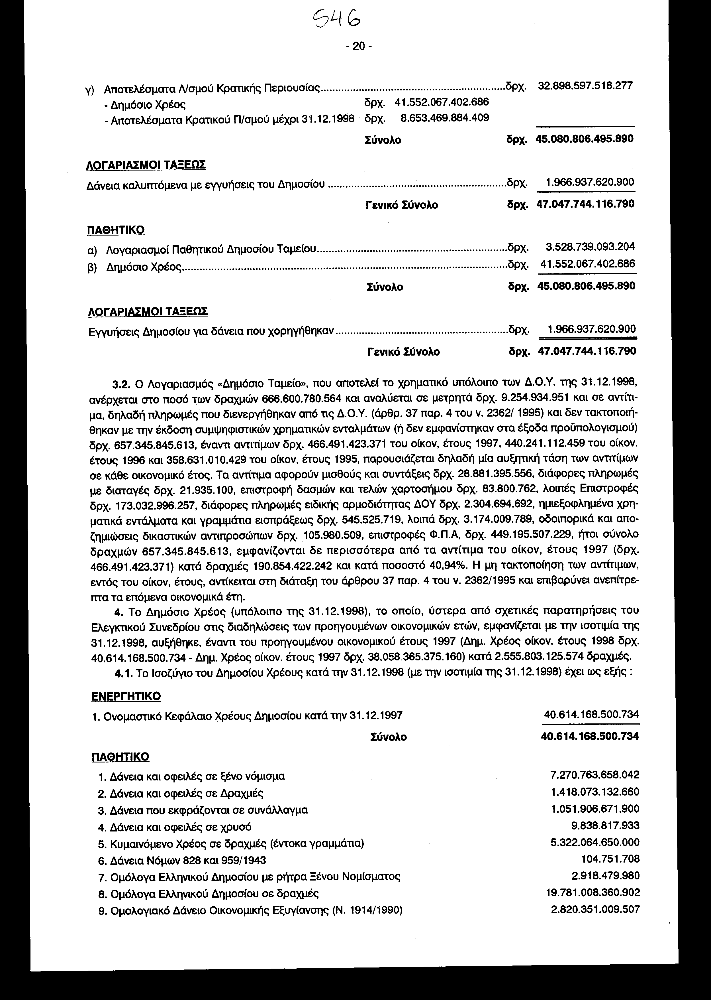 546
- 20 -
γ) Αποτελέσματα Λ/σμού Κρατικής Περιουσίας..........δρχ. 32.898.597.518.277
- Δημόσιο Χρέος δρχ. 41.552.067.402.686
- Αποτελέσματα Κρατικού Π/σμού μέχρι 31.12.1998 δρχ. 8.653.469.884.409
Σύνολο δρχ. 45.080.806.495.890
ΛΟΓΑΡΙΑΣΜΟΙ ΤΑΞΕΩΣ
Δάνεια καλυπτόμενα με εγγυήσεις του Δημοσίου ..........δρχ. 1.966.937.620.900
Γενικό Σύνολο δρχ. 47.047.744.116.790
ΠΑΘΗΤΙΚΟ
α) Λογαριασμοί Παθητικού Δημοσίου Ταμείου..........δρχ. 3.528.739.093.204
β) Δημόσιο Χρέος..........δρχ. 41.552.067.402.686
Σύνολο δρχ. 45.080.806.495.890
ΛΟΓΑΡΙΑΣΜΟΙ ΤΑΞΕΩΣ
Εγγυήσεις Δημοσίου για δάνεια που χορηγήθηκαν..........δρχ. 1.966.937.620.900
Γενικό Σύνολο δρχ. 47.047.744.116.790
3.2. Ο Λογαριασμός «Δημόσιο Ταμείο», που αποτελεί το χρηματικό υπόλοιπο των Δ.Ο.Υ. της 31.12.1998,
ανέρχεται στο ποσό των δραχμών 666.600.780.564 και αναλύεται σε μετρητά δρχ. 9.254.934.951 και σε αντίτι-
μα, δηλαδή πληρωμές που διενεργήθηκαν από τις Δ.Ο.Υ. (άρθρ. 37 παρ. 4 του ν. 2362/ 1995) και δεν τακτοποιή-
θηκαν με την έκδοση συμψηφιστικών χρηματικών ενταλμάτων (ή δεν εμφανίστηκαν στα έξοδα προϋπολογισμού)
δρχ. 657.345.845.613, έναντι αντιτίμων δρχ. 466.491.423.371 του οίκον, έτους 1997, 440.241.112.459 του οίκον.
έτους 1996 και 358.631.010.429 του οίκον, έτους 1995, παρουσιάζεται δηλαδή μία αυξητική τάση των αντιτίμων
σε κάθε οικονομικό έτος. Τα αντίτιμα αφορούν μισθούς και συντάξεις δρχ. 28.881.395.556, διάφορες πληρωμές
με διαταγές δρχ. 21.935.100, επιστροφή δασμών και τελών χαρτοσήμου δρχ. 83.800.762, λοιπές Επιστροφές
δρχ. 173.032.996.257, διάφορες πληρωμές ειδικής αρμοδιότητας ΔΟΥ δρχ. 2.304.694.692, ημιεξοφλημένα χρη-
ματικά εντάλματα και γραμμάτια εισπράξεως δρχ. 545.525.719, λοιπά δρχ. 3.174.009.789, οδοιπορικά και απο-
ζημιώσεις δικαστικών αντιπροσώπων δρχ. 105.980.509, επιστροφές Φ.Π.Α, δρχ. 449.195.507.229, ήτοι σύνολο
δραχμών 657.345.845.613, εμφανίζονται δε περισσότερα από τα αντίτιμα του οίκον, έτους 1997 (δρχ.
466.491.423.371) κατά δραχμές 190.854.422.242 και κατά ποσοστό 40,94%. Η μη τακτοποίηση των αντίτιμων,
εντός του οίκον, έτους, αντίκειται στη διάταξη του άρθρου 37 παρ. 4 του ν. 2362/1995 και επιβαρύνει ανεπίτρε-
πτα τα επόμενα οικονομικά έτη.
4. Το Δημόσιο Χρέος (υπόλοιπο της 31.12.1998), το οποίο, ύστερα από σχετικές παρατηρήσεις του
Ελεγκτικού Συνεδρίου στις διαδηλώσεις των προηγουμένων οικονομικών ετών, εμφανίζεται με την ισοτιμία της
31.12.1998, αυξήθηκε, έναντι του προηγουμένου οικονομικού έτους 1997 (Δημ. Χρέος οίκον. έτους 1998 δρχ.
40.614.168.500.734 - Δημ. Χρέος οίκον. έτους 1997 δρχ. 38.058.365.375.160) κατά 2.555.803.125.574 δραχμές.
4.1. Το Ισοζύγιο του Δημοσίου Χρέους κατά την 31.12.1998 (με την ισοτιμία της 31.12.1998) έχει ως εξής :
ΕΝΕΡΓΗΤΙΚΟ
1. Ονομαστικό Κεφάλαιο Χρέους Δημοσίου κατά την 31.12.1997 40.614.168.500.734
Σύνολο 40.614.168.500.734
ΠΑΘΗΤΙΚΟ
1. Δάνεια και οφειλές σε ξένο νόμισμα 7.270.763.658.042
2. Δάνεια και οφειλές σε Δραχμές 1.418.073.132.660
3. Δάνεια που εκφράζονται σε συνάλλαγμα 1.051.906.671.900
4. Δάνεια και οφειλές σε χρυσό 9.838.817.933
5. Κυμαινόμενο Χρέος σε δραχμές (έντοκα γραμμάτια) 5.322.064.650.000
6. Δάνεια Νόμων 828 και 959/1943 104.751.708
7. Ομόλογα Ελληνικού Δημοσίου με ρήτρα Ξένου Νομίσματος 2.918.479.980
8. Ομόλογα Ελληνικού Δημοσίου σε δραχμές 19.781.008.360.902
9. Ομολογιακό Δάνειο Οικονομικής Εξυγίανσης (Ν. 1914/1990) 2.820.351.009.507